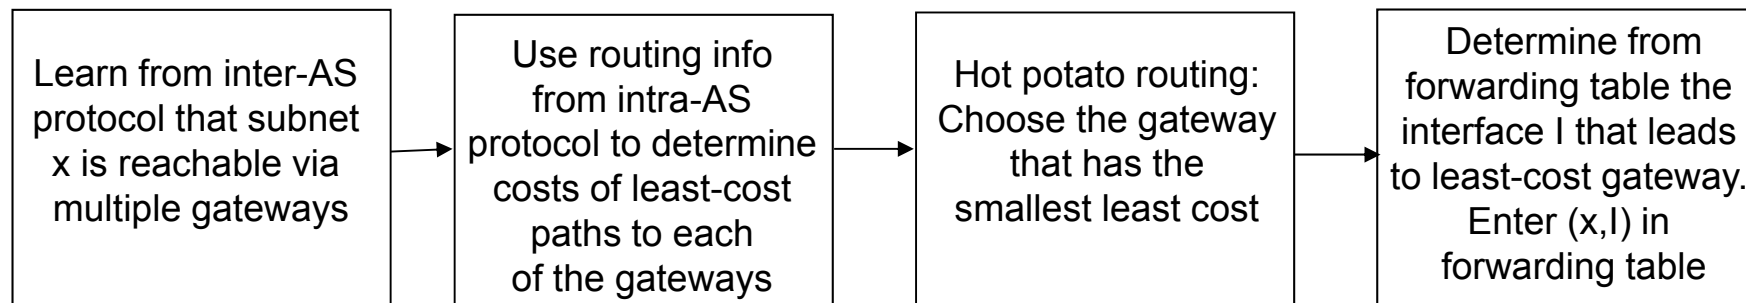 Learn from inter-AS
protocol that subnet
x is reachable via
multiple gateways
Use routing info
from intra-AS
protocol to determine
costs of least-cost
paths to each
of the gateways
Hot potato routing:
Choose the gateway
that has the
smallest least cost
Determine from
forwarding table the
interface I that leads
to least-cost gateway.
Enter (x,I) in
forwarding table